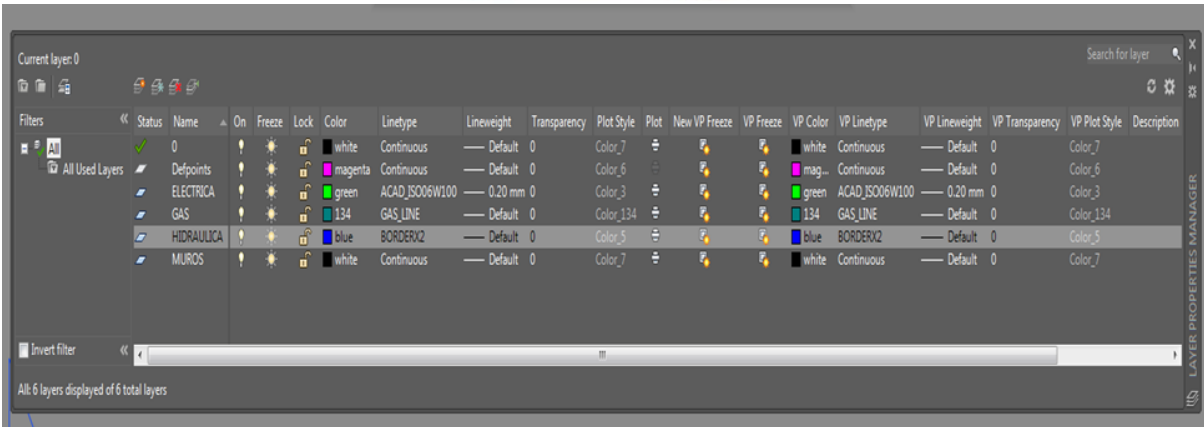 Current layer: 0
Search for layer
Filters
Status Name On Freeze Lock Color Linetype Lineweight Transparency Plot Style Plot New VP Freeze VP Freeze VP Color VP Linetype VP Lineweight VP Transparency VP Plot Style Description
All
All Used Layers
0 white Continuous Default 0 Color_7 white Continuous Default 0 Color_7
Defpoints magenta Continuous Default 0 Color_6 mag... Continuous Default 0 Color_6
ELECTRICA green ACAD_ISO06W100 0.20 mm 0 Color_3 green ACAD_ISO06W100 0.20 mm 0 Color_3
GAS 134 GAS_LINE Default 0 Color_134 134 GAS_LINE Default 0 Color_134
HIDRAULICA blue BORDERX2 Default 0 Color_5 blue BORDERX2 Default 0 Color_5
MUROS white Continuous Default 0 Color_7 white Continuous Default 0 Color_7
Invert filter
All: 6 layers displayed of 6 total layers
LAYER PROPERTIES MANAGER